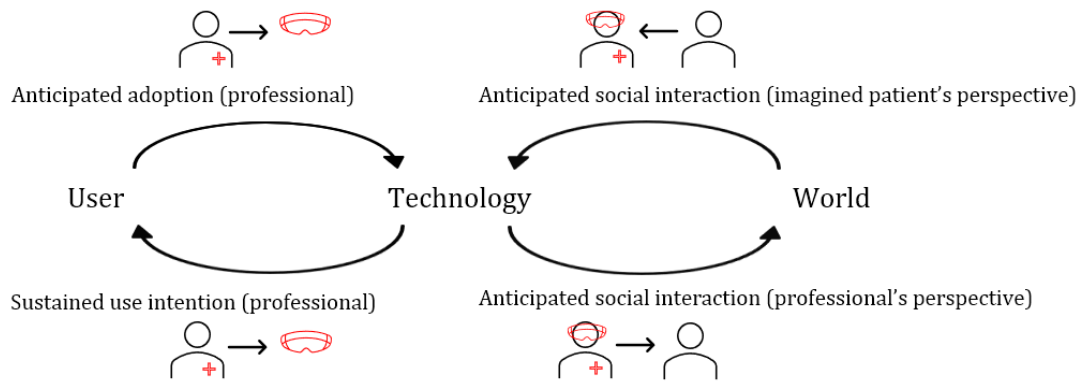 Anticipated adoption (professional)
Anticipated social interaction (imagined patient's perspective)
User
Technology
World
Sustained use intention (professional)
Anticipated social interaction (professional's perspective)